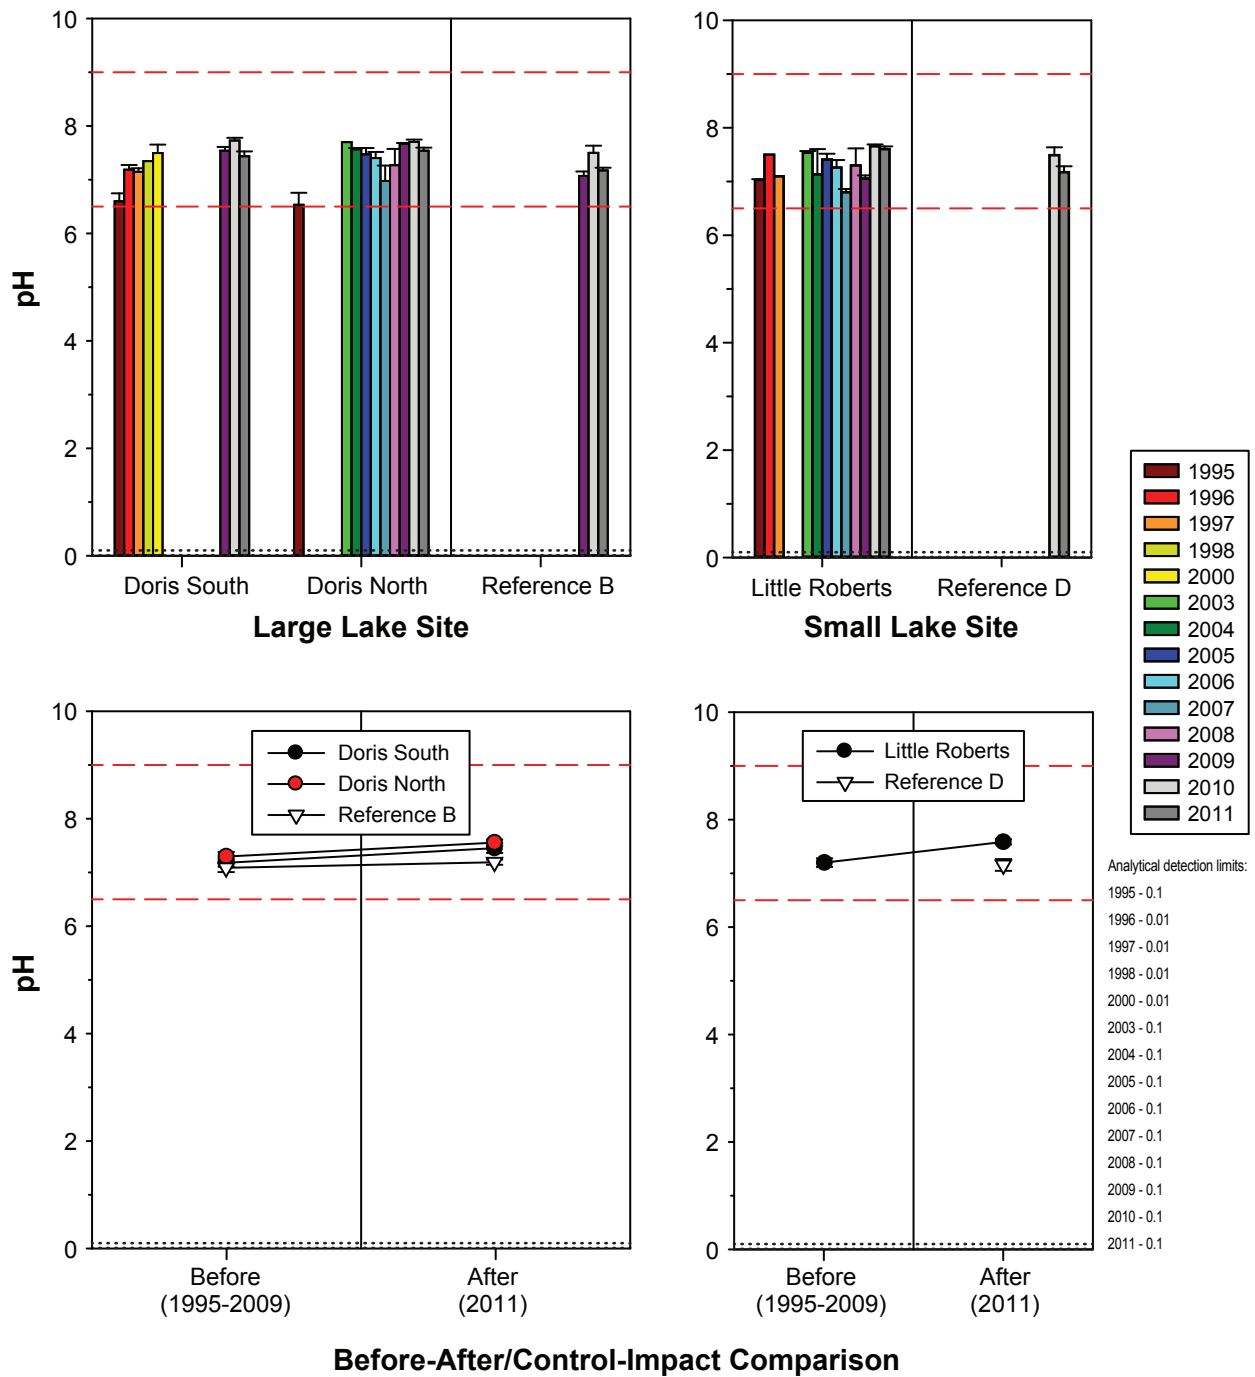 10
8
6
4
2
0
pH
Doris South
Doris North
Reference B
Large Lake Site
10
8
6
4
2
0
Little Roberts
Reference D
Small Lake Site
1995
1996
1997
1998
2000
2003
2004
2005
2006
2007
2008
2009
2010
2011
Analytical detection limits:
1995 - 0.1
1996 - 0.01
1997 - 0.01
1998 - 0.01
2000 - 0.01
2003 - 0.1
2004 - 0.1
2005 - 0.1
2006 - 0.1
2007 - 0.1
2008 - 0.1
2009 - 0.1
2010 - 0.1
2011 - 0.1
10
8
6
4
2
0
pH
Doris South
Doris North
Reference B
Before
(1995-2009)
After
(2011)
10
8
6
4
2
0
Little Roberts
Reference D
Before
(1995-2009)
After
(2011)
Before-After/Control-Impact Comparison